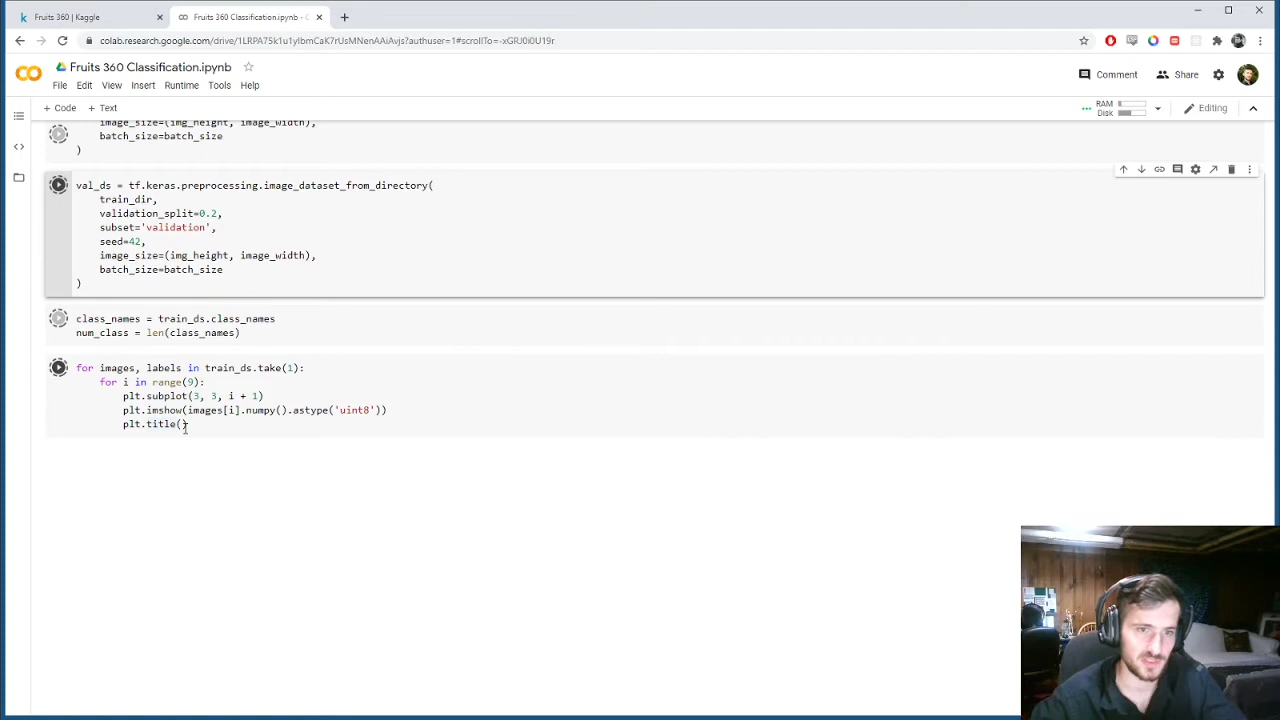 Fruits 360 | Kaggle
Fruits 360 Classification.ipynb - C
colab.research.google.com/drive/1LRPA75k1u1yIbmCaK7rUsMNenAAiAvjs?authuser=1#scrollTo=-xGRJ0i0U19r
Fruits 360 Classification.ipynb
File Edit View Insert Runtime Tools Help
Comment
Share
+ Code + Text
RAM
Disk
Editing
image_size=(img_height, image_width),
batch_size=batch_size
)
val_ds = tf.keras.preprocessing.image_dataset_from_directory(
train_dir,
validation_split=0.2,
subset='validation',
seed=42,
image_size=(img_height, image_width),
batch_size=batch_size
)
class_names = train_ds.class_names
num_class = len(class_names)
for images, labels in train_ds.take(1):
for i in range(9):
plt.subplot(3, 3, i + 1)
plt.imshow(images[i].numpy().astype('uint8'))
plt.title()